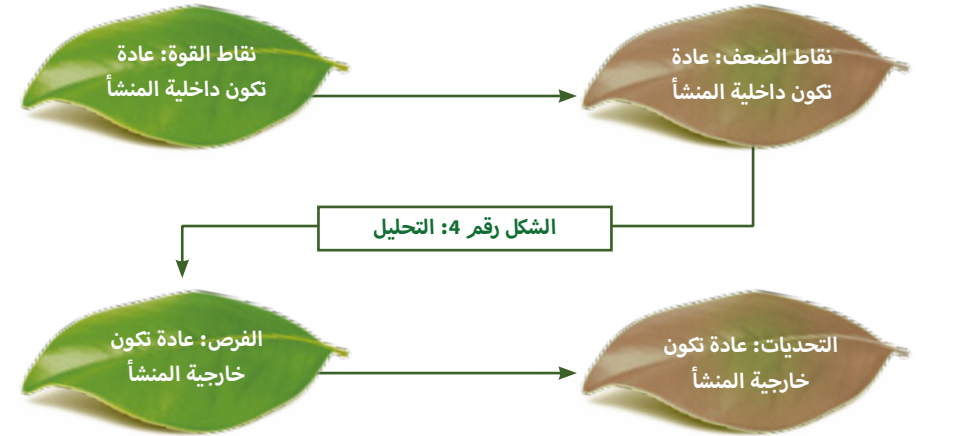 نقاط القوة: عادة
تكون داخلية المنشأ
نقاط الضعف: عادة
تكون داخلية المنشأ
الشكل رقم 4: التحليل
الفرص: عادة تكون
خارجية المنشأ
التحديات: عادة تكون
خارجية المنشأ